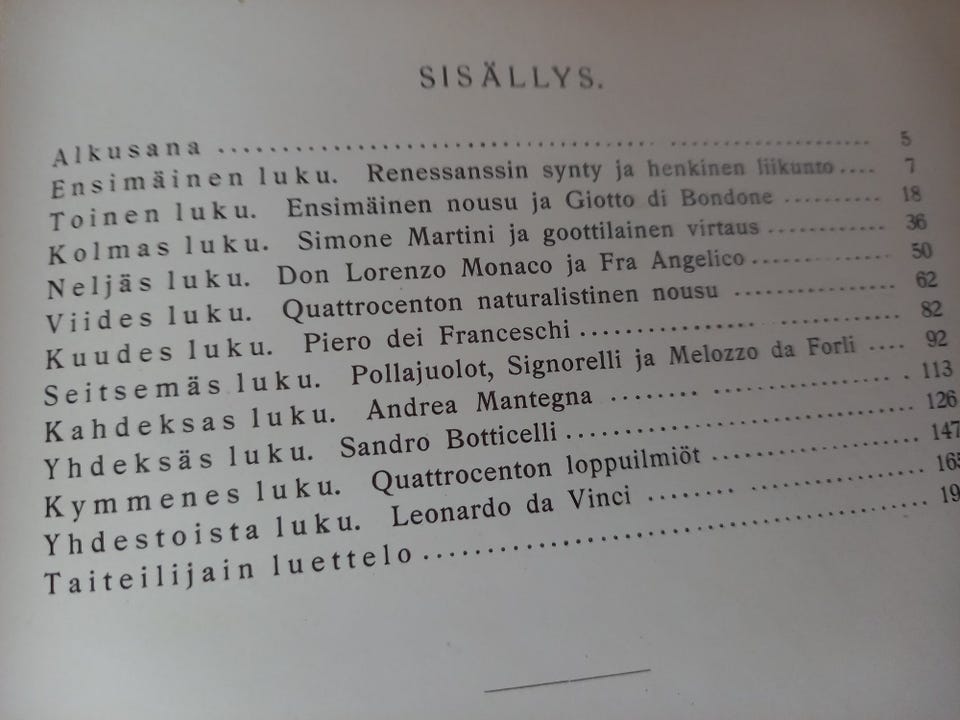 SISÄLLYS.
Alkusana ........................................ 5
Ensimäinen luku. Renessanssin synty ja henkinen liikunto.... 7
Toinen luku. Ensimäinen nousu ja Giotto di Bondone .......... 18
Kolmas luku. Simone Martini ja goottilainen virtaus ............ 36
Neljäs luku. Don Lorenzo Monaco ja Fra Angelico .............. 50
Viides luku. Quattrocenton naturalistinen nousu ................ 62
Kuudes luku. Piero dei Franceschi ............................ 82
Seitsemäs luku. Pollajuolot, Signorelli ja Melozzo da Forli .... 92
Kahdeksas luku. Andrea Mantegna ........................ 113
Yhdeksäs luku. Sandro Botticelli ............................ 126
Kymmenes luku. Quattrocenton loppuilmiöt .................. 147
Yhdestoista luku. Leonardo da Vinci ...................... 165
Taiteilijain luettelo ........................................